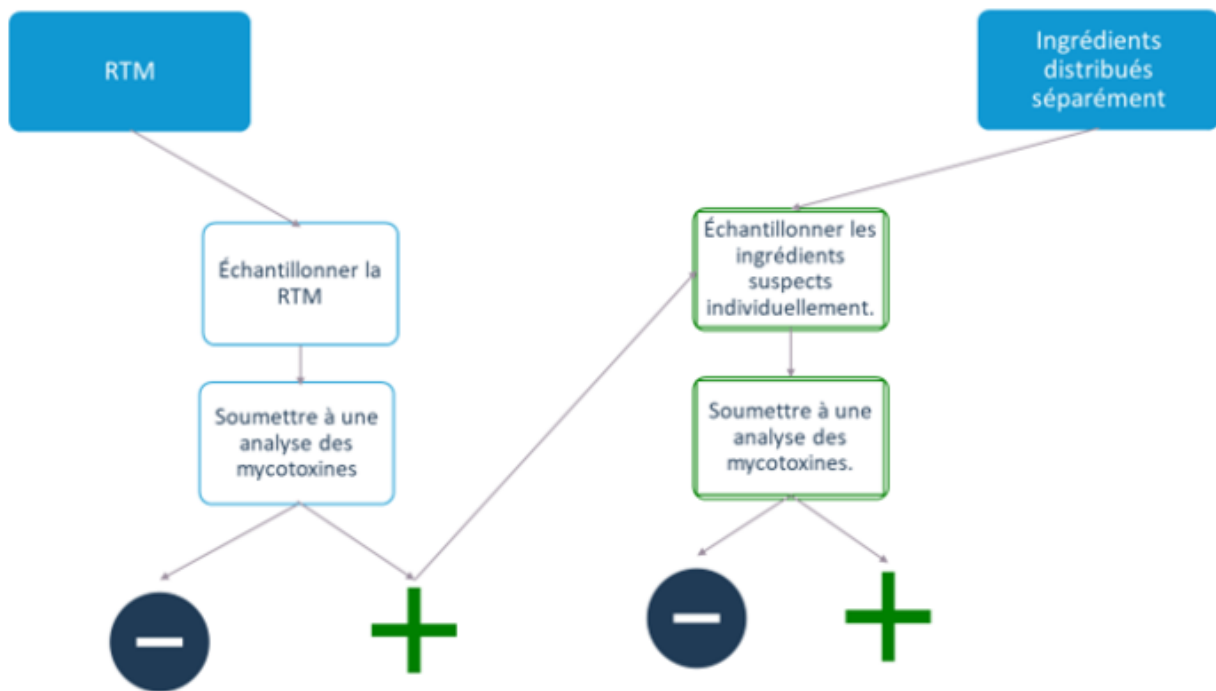 RTM
Ingrédients
distribués
séparément
Échantillonner la
RTM
Échantillonner les
ingrédients
suspects
individuellement.
Soumettre à une
analyse des
mycotoxines
Soumettre à une
analyse des
mycotoxines.